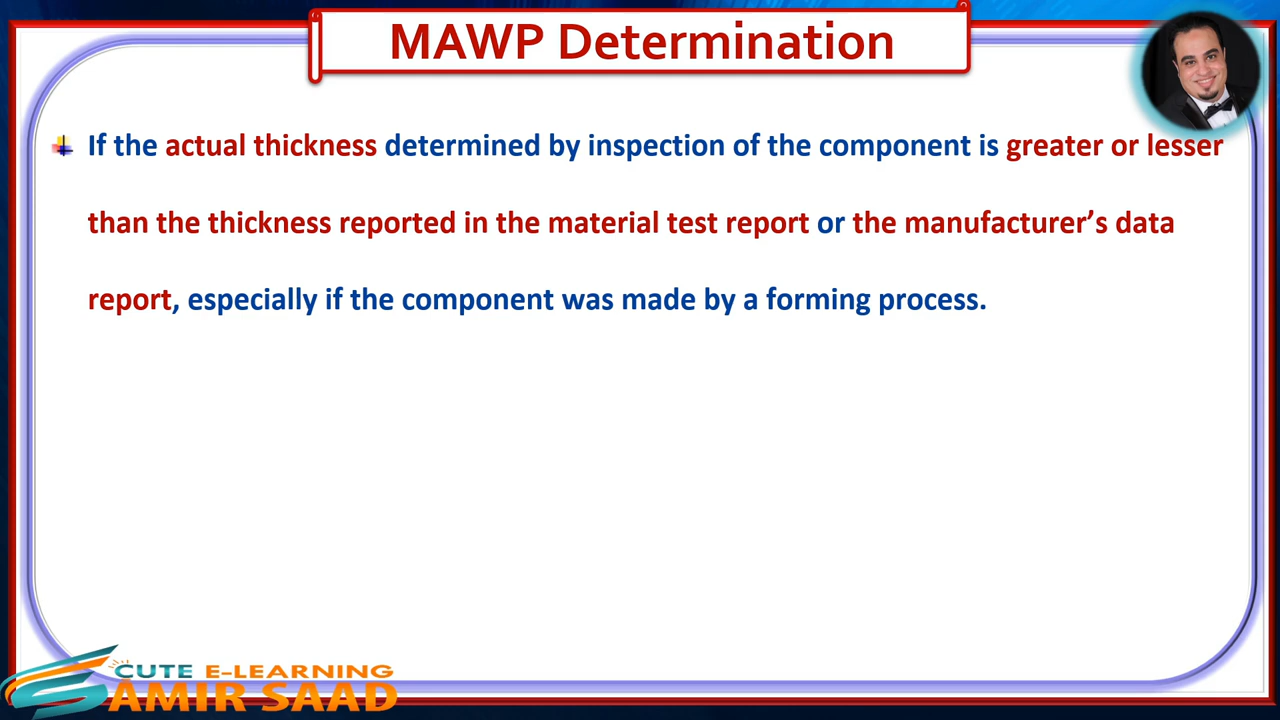 MAWP Determination
If the actual thickness determined by inspection of the component is greater or lesser
than the thickness reported in the material test report or the manufacturer’s data
report, especially if the component was made by a forming process.
CUTE E-LEARNING
AMIR SAAD